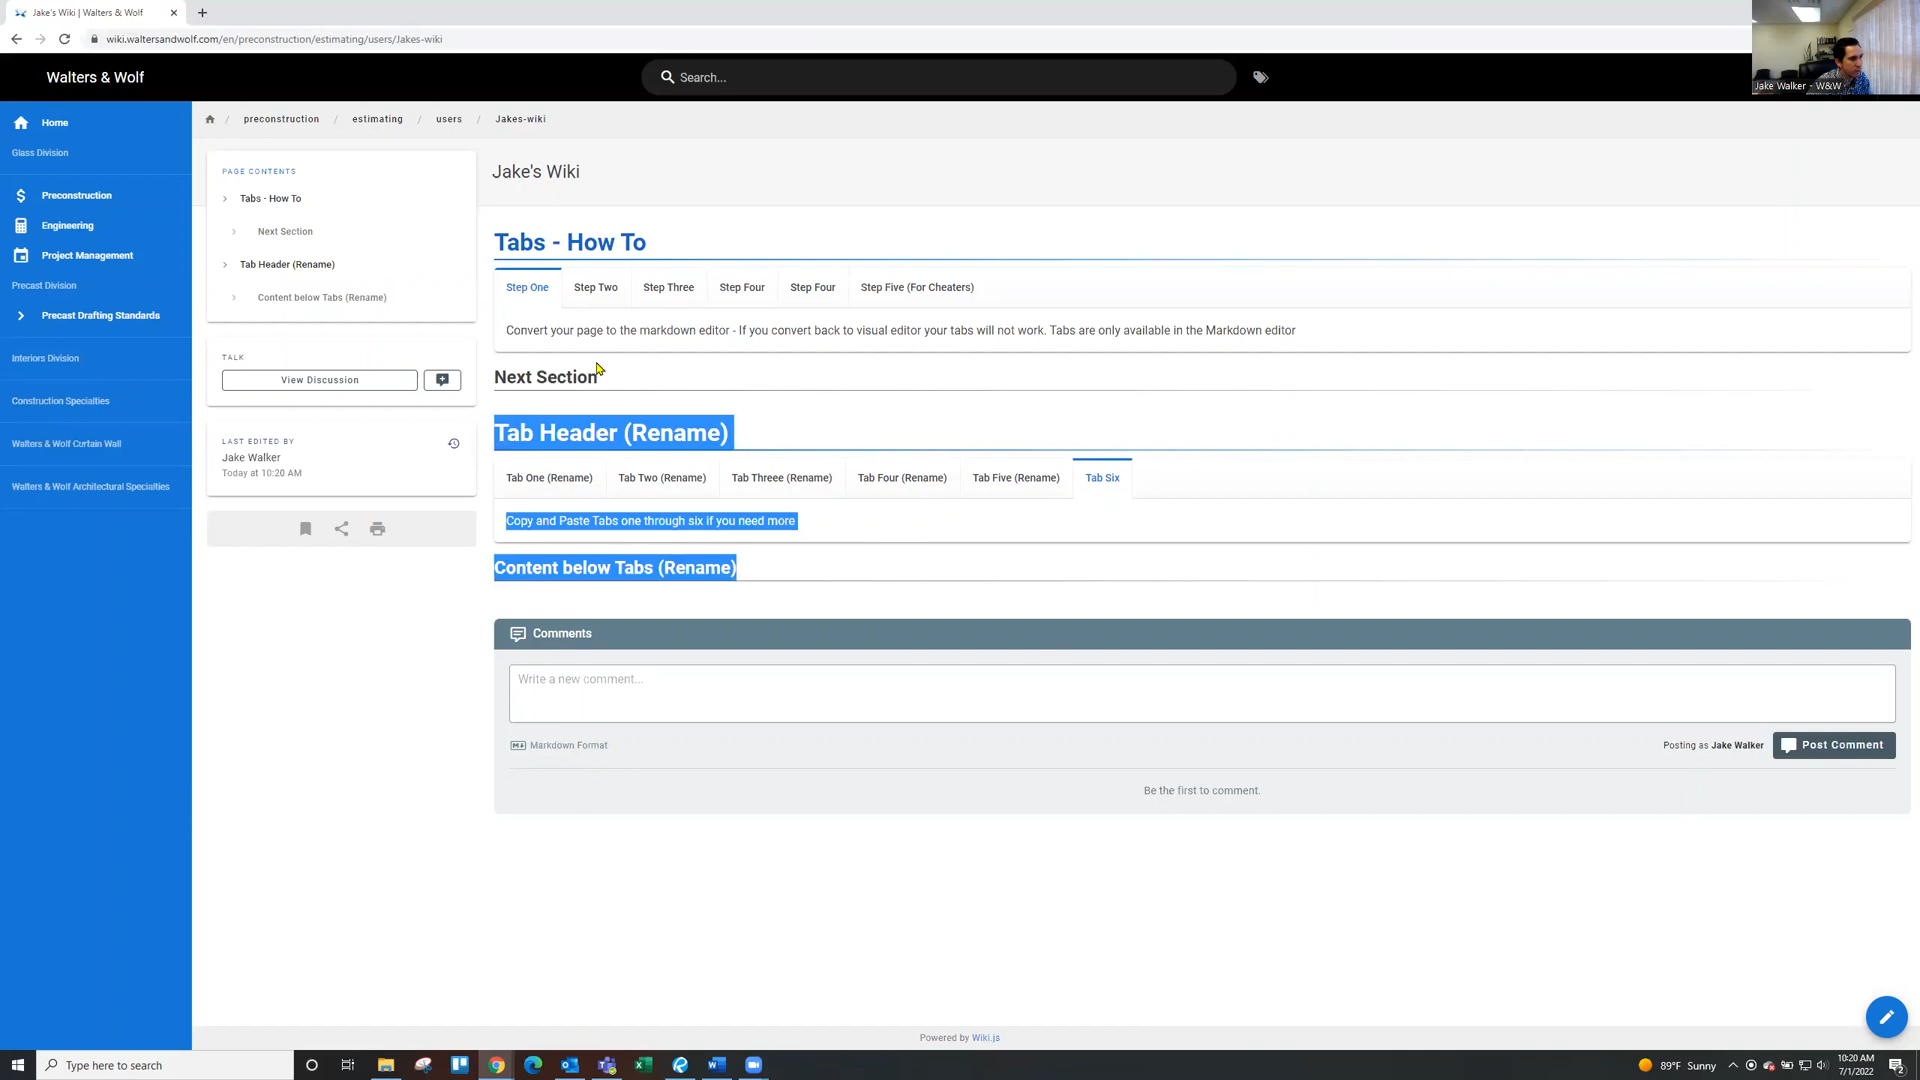 Jake's Wiki | Walters & Wolf
wiki.waltersandwolf.com/en/preconstruction/estimating/users/Jakes-wiki
Walters & Wolf
Search...
Jake Walker - W&W
Home
Glass Division
Preconstruction
Engineering
Project Management
Precast Division
Precast Drafting Standards
Interiors Division
Construction Specialties
Walters & Wolf Curtain Wall
Walters & Wolf Architectural Specialties
/ preconstruction / estimating / users / Jakes-wiki
PAGE CONTENTS
Tabs - How To
Next Section
Tab Header (Rename)
Content below Tabs (Rename)
TALK
View Discussion
LAST EDITED BY
Jake Walker
Today at 10:20 AM
Jake's Wiki
Tabs - How To
Step One Step Two Step Three Step Four Step Four Step Five (For Cheaters)
Convert your page to the markdown editor - If you convert back to visual editor your tabs will not work. Tabs are only available in the Markdown editor
Next Section
Tab Header (Rename)
Tab One (Rename) Tab Two (Rename) Tab Threee (Rename) Tab Four (Rename) Tab Five (Rename) Tab Six
Copy and Paste Tabs one through six if you need more
Content below Tabs (Rename)
Comments
Write a new comment...
Markdown Format
Posting as Jake Walker Post Comment
Be the first to comment.
Powered by Wiki.js
Type here to search
89°F Sunny
10:20 AM
7/1/2022
2